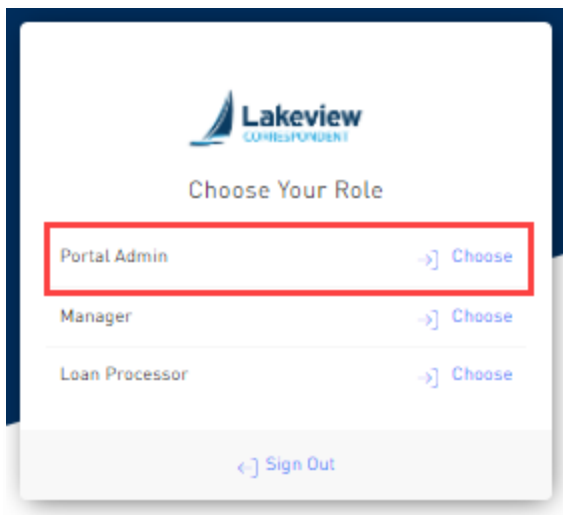 Lakeview
CORRESPONDENT
Choose Your Role
Portal Admin Choose
Manager Choose
Loan Processor Choose
Sign Out